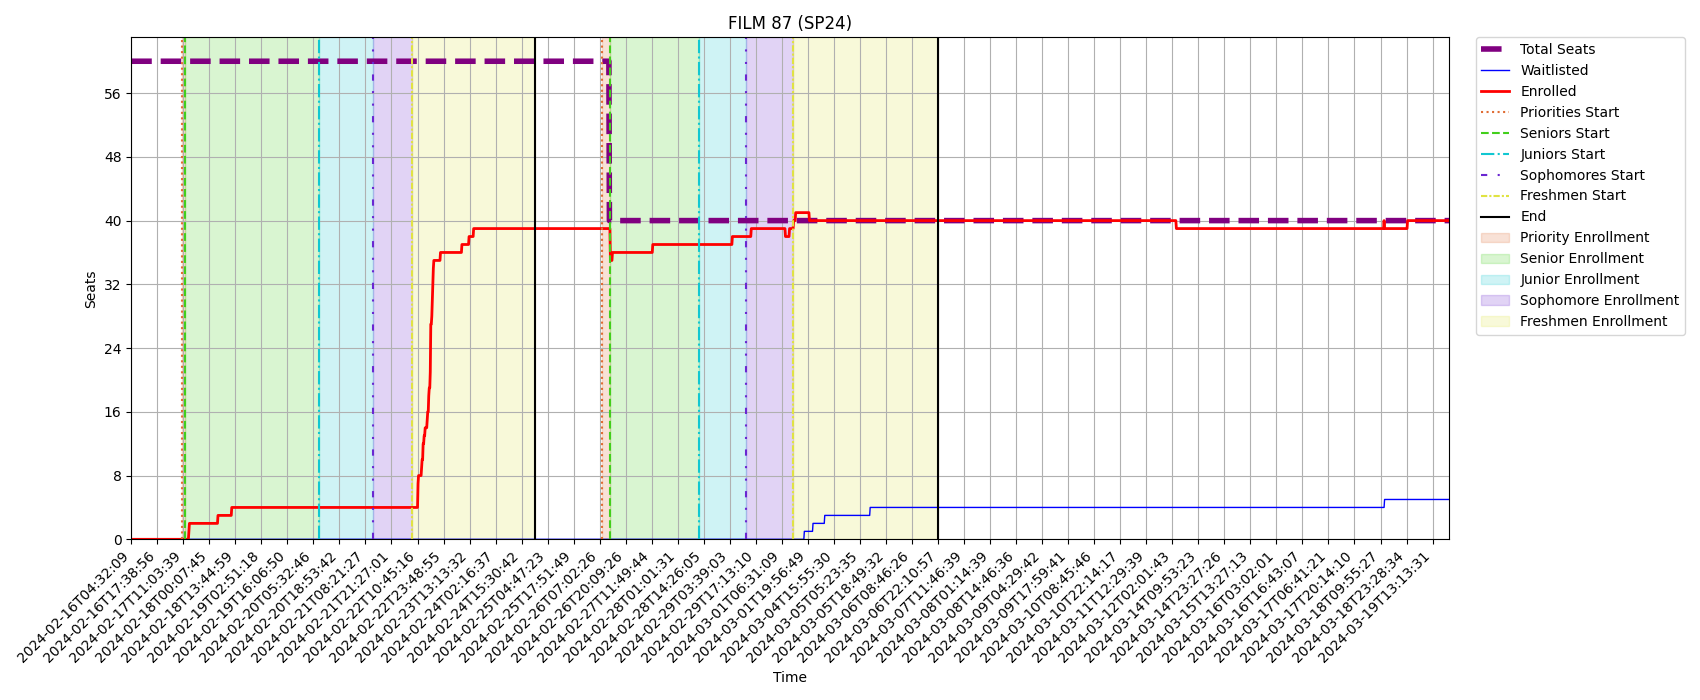 FILM 87 (SP24)
Total Seats
Waitlisted
Enrolled
Priorities Start
Seniors Start
Juniors Start
Sophomores Start
Freshmen Start
End
Priority Enrollment
Senior Enrollment
Junior Enrollment
Sophomore Enrollment
Freshmen Enrollment
Seats
56
48
40
32
24
16
8
0
2024-02-16T04:32:09
2024-02-16T17:38:56
2024-02-17T11:03:39
2024-02-18T00:07:45
2024-02-18T13:44:59
2024-02-19T02:51:18
2024-02-19T16:06:50
2024-02-20T05:32:46
2024-02-20T18:53:42
2024-02-21T08:21:27
2024-02-21T21:27:01
2024-02-22T10:45:16
2024-02-22T23:48:55
2024-02-23T13:13:32
2024-02-24T02:16:37
2024-02-24T15:30:42
2024-02-25T04:47:23
2024-02-25T17:51:49
2024-02-26T07:02:26
2024-02-26T20:09:26
2024-02-27T11:49:44
2024-02-28T01:01:31
2024-02-28T14:26:05
2024-02-29T03:39:03
2024-02-29T17:13:10
2024-03-01T06:31:09
2024-03-01T19:56:49
2024-03-04T15:55:30
2024-03-05T05:23:35
2024-03-05T18:49:32
2024-03-06T08:46:26
2024-03-06T22:10:57
2024-03-07T11:46:39
2024-03-08T01:14:39
2024-03-08T14:46:36
2024-03-09T04:29:42
2024-03-09T17:59:41
2024-03-10T08:45:46
2024-03-10T22:14:17
2024-03-11T12:29:39
2024-03-12T02:01:43
2024-03-14T09:53:23
2024-03-14T23:27:26
2024-03-15T13:27:13
2024-03-16T03:02:01
2024-03-16T16:43:07
2024-03-17T06:41:21
2024-03-17T20:14:10
2024-03-18T09:55:27
2024-03-18T23:28:34
2024-03-19T13:13:31
Time